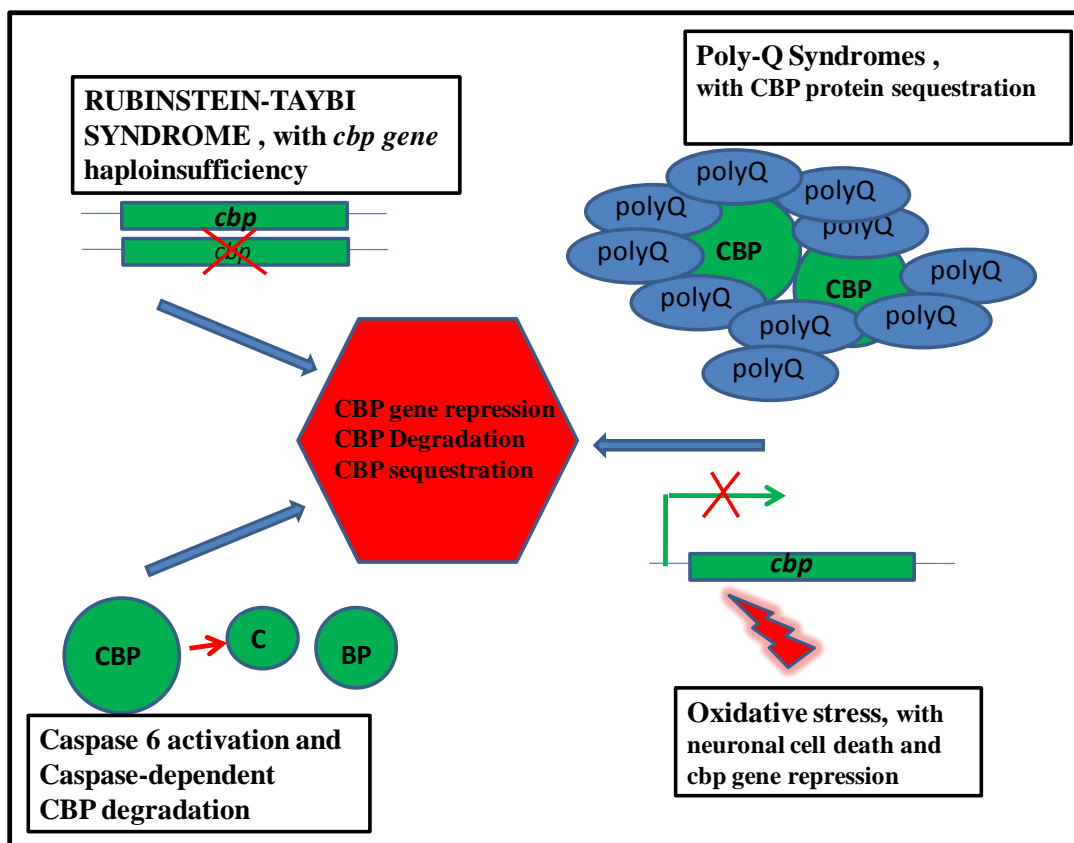 RUBINSTEIN-TAYBI
SYNDROME , with cbp gene
haploinsufficiency
cbp
cbp
Poly-Q Syndromes ,
with CBP protein sequestration
polyQ
polyQ
polyQ
polyQ
polyQ
polyQ
polyQ
polyQ
polyQ
polyQ
polyQ
CBP
CBP
CBP gene repression
CBP Degradation
CBP sequestration
cbp
CBP
C
BP
Caspase 6 activation and
Caspase-dependent
CBP degradation
Oxidative stress, with
neuronal cell death and
cbp gene repression